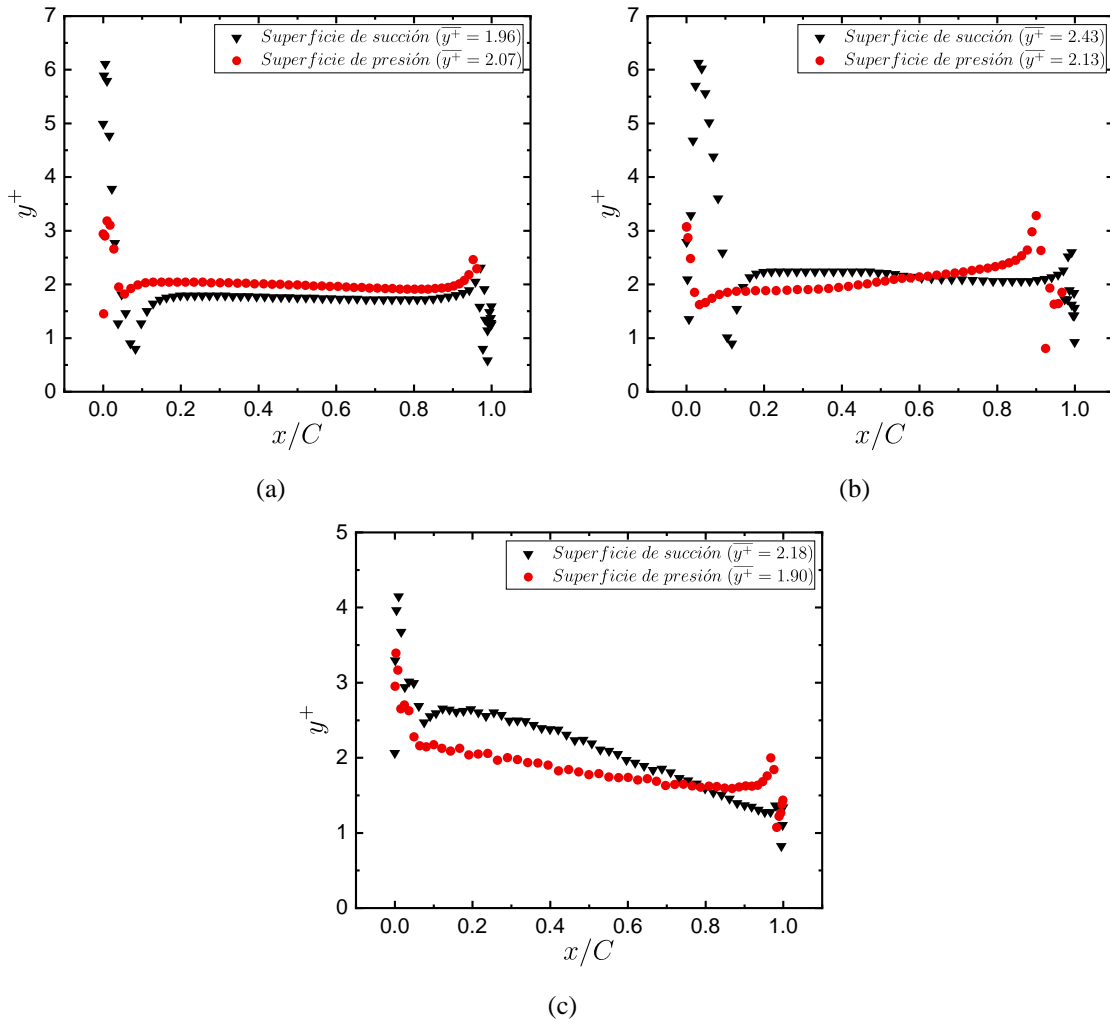 7
6
5
4
3
2
1
0
y⁺
Superficie de succión (y⁺ = 1.96)
Superficie de presión (y⁺ = 2.07)
0.0 0.2 0.4 0.6 0.8 1.0
x/C
(a)
7
6
5
4
3
2
1
0
y⁺
Superficie de succión (y⁺ = 2.43)
Superficie de presión (y⁺ = 2.13)
0.0 0.2 0.4 0.6 0.8 1.0
x/C
(b)
5
4
3
2
1
0
y⁺
Superficie de succión (y⁺ = 2.18)
Superficie de presión (y⁺ = 1.90)
0.0 0.2 0.4 0.6 0.8 1.0
x/C
(c)